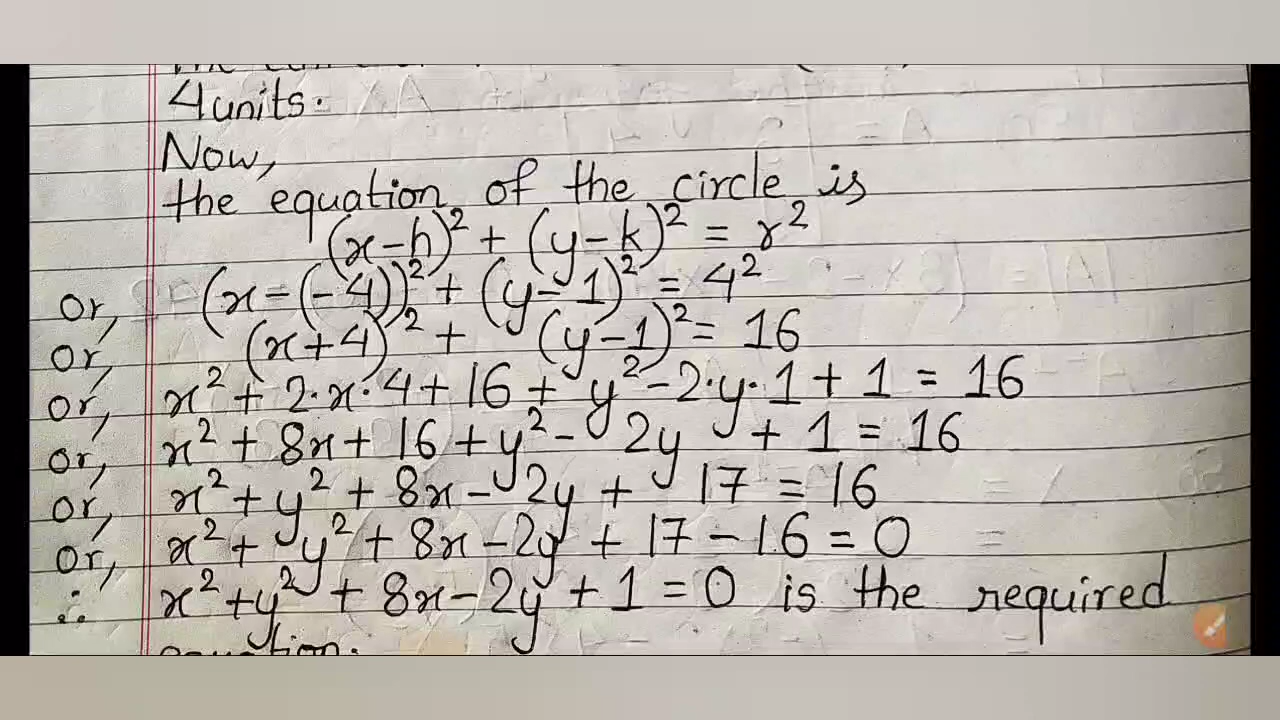 4 units.
Now,
the equation of the circle is
(x-h)² + (y-k)² = r²
Or, (x-(-4))² + (y-1)² = 4²
Or, (x+4)² + (y-1)² = 16
Or, x² + 2·x·4 + 16 + y² - 2·y·1 + 1 = 16
Or, x² + 8x + 16 + y² - 2y + 1 = 16
Or, x² + y² + 8x - 2y + 17 = 16
Or, x² + y² + 8x - 2y + 17 - 16 = 0
∴ x² + y² + 8x - 2y + 1 = 0 is the required
equation.